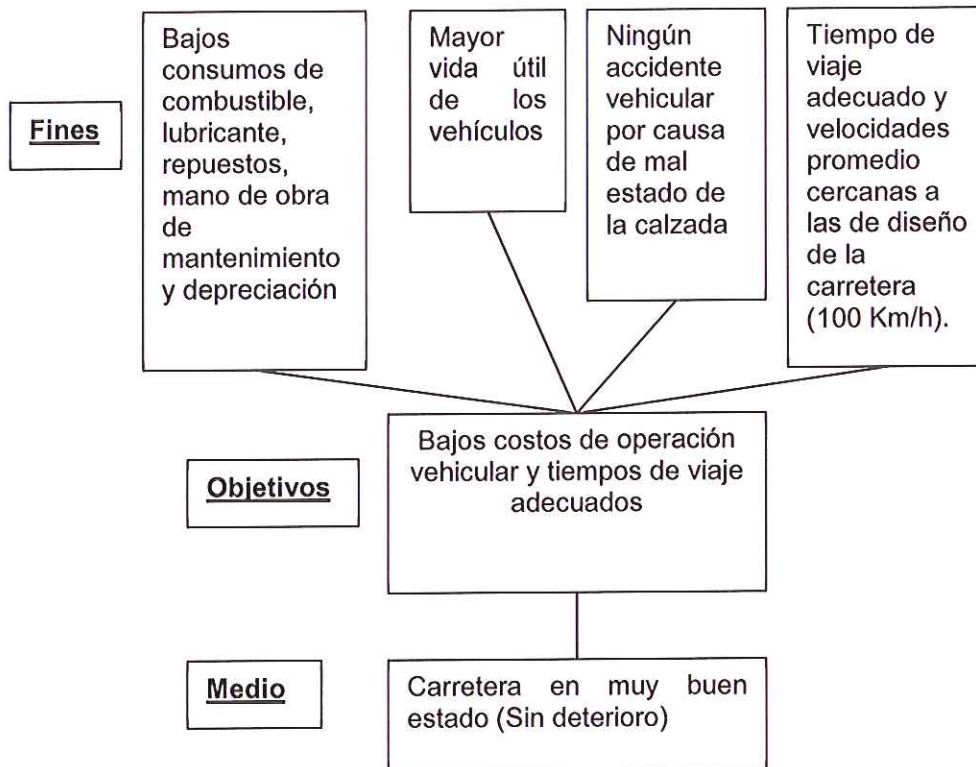 Fines
Bajos
consumos de
combustible,
lubricante,
repuestos,
mano de obra
de
mantenimiento
y depreciación
Mayor
vida útil
de los
vehículos
Ningún
accidente
vehicular
por causa
de mal
estado de
la calzada
Tiempo de
viaje
adecuado y
velocidades
promedio
cercanas a
las de diseño
de la
carretera
(100 Km/h).
Objetivos
Bajos costos de operación
vehicular y tiempos de viaje
adecuados
Medio
Carretera en muy buen
estado (Sin deterioro)